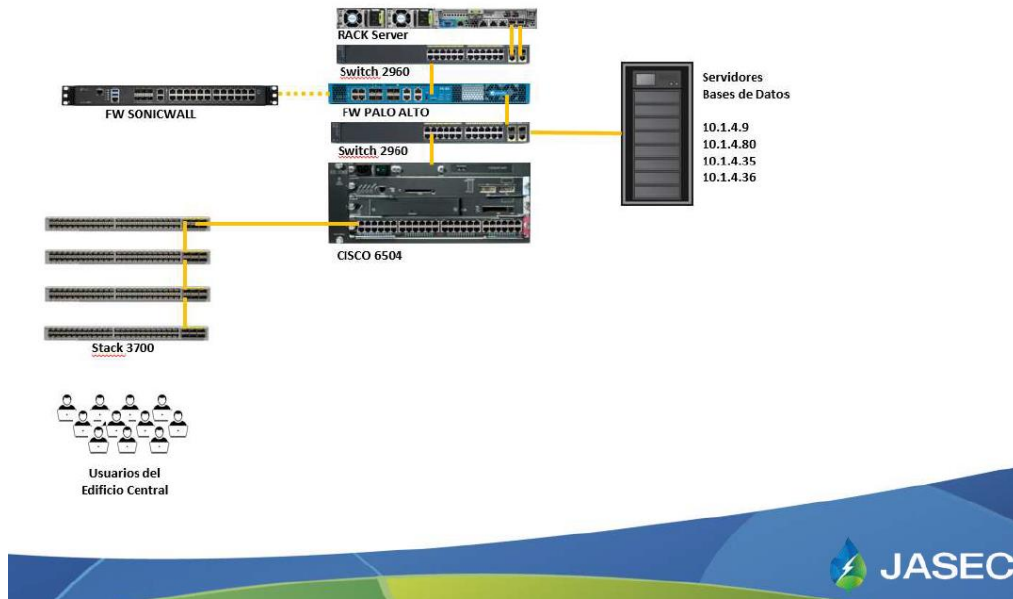 RACK Server
Switch 2960
FW SONICWALL
FW PALO ALTO
Switch 2960
Servidores
Bases de Datos
10.1.4.9
10.1.4.80
10.1.4.35
10.1.4.36
CISCO 6504
Stack 3700
Usuarios del
Edificio Central
JASEC